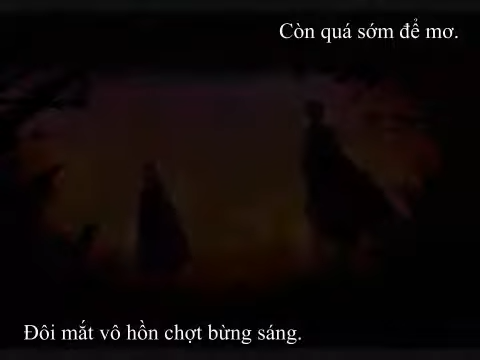 Còn quá sớm để mơ.
Đôi mắt vô hồn chợt bừng sáng.